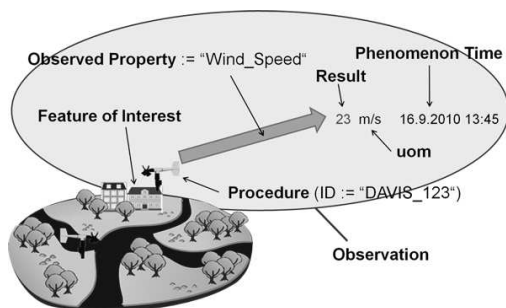 Phenomenon Time
Observed Property := "Wind_Speed"
Result
23 m/s 16.9.2010 13:45
Feature of Interest
uom
Procedure (ID := "DAVIS_123")
Observation